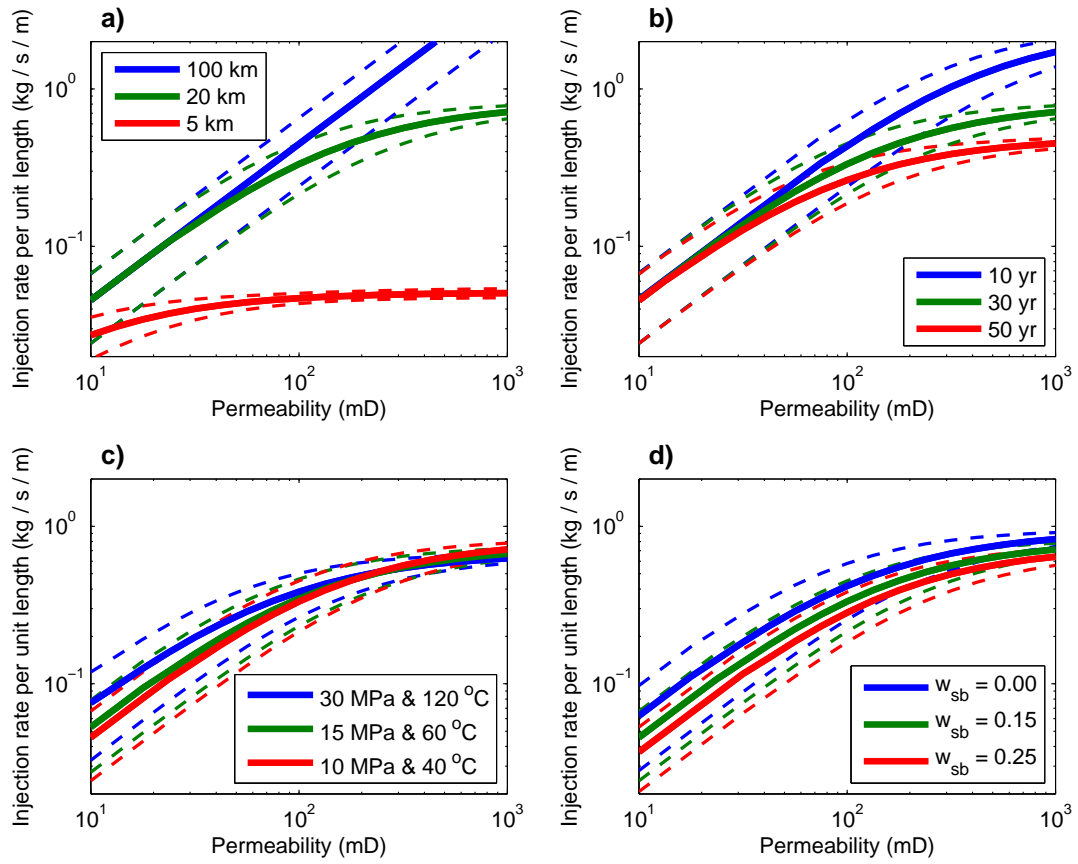 a)
Injection rate per unit length (kg / s / m)
10^0
10^-1
100 km
20 km
5 km
10^1
10^2
10^3
Permeability (mD)
b)
Injection rate per unit length (kg / s / m)
10^0
10^-1
10 yr
30 yr
50 yr
10^1
10^2
10^3
Permeability (mD)
c)
Injection rate per unit length (kg / s / m)
10^0
10^-1
30 MPa & 120 °C
15 MPa & 60 °C
10 MPa & 40 °C
10^1
10^2
10^3
Permeability (mD)
d)
Injection rate per unit length (kg / s / m)
10^0
10^-1
w_sb = 0.00
w_sb = 0.15
w_sb = 0.25
10^1
10^2
10^3
Permeability (mD)